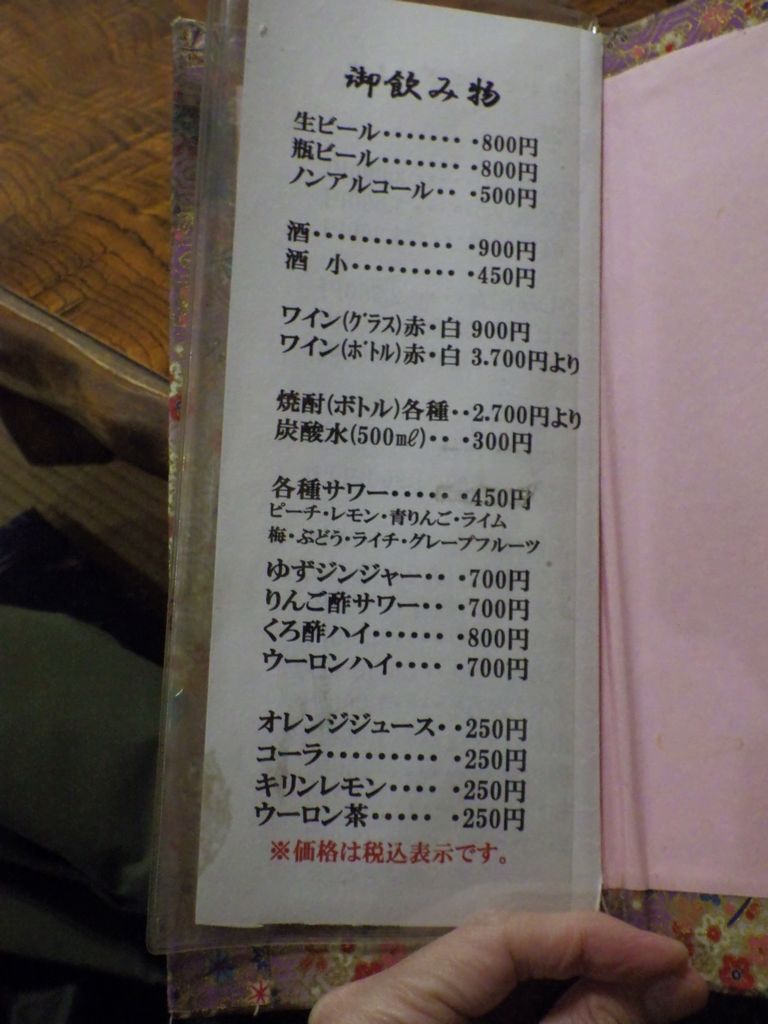 御飲み物
生ビール・・・・・・・・800円
瓶ビール・・・・・・・・800円
ノンアルコール・・・500円
酒・・・・・・・・・・・・・900円
酒 小・・・・・・・・・・450円
ワイン(グラス)赤・白 900円
ワイン(ボトル)赤・白 3.700円より
焼酎(ボトル)各種・・2.700円より
炭酸水(500㎖)・・・300円
各種サワー・・・・・・450円
ピーチ・レモン・青りんご・ライム
梅・ぶどう・ライチ・グレープフルーツ
ゆずジンジャー・・・700円
りんご酢サワー・・・700円
くろ酢ハイ・・・・・・・800円
ウーロンハイ・・・・・700円
オレンジジュース・・250円
コーラ・・・・・・・・・・250円
キリンレモン・・・・・250円
ウーロン茶・・・・・・250円
※価格は税込表示です。